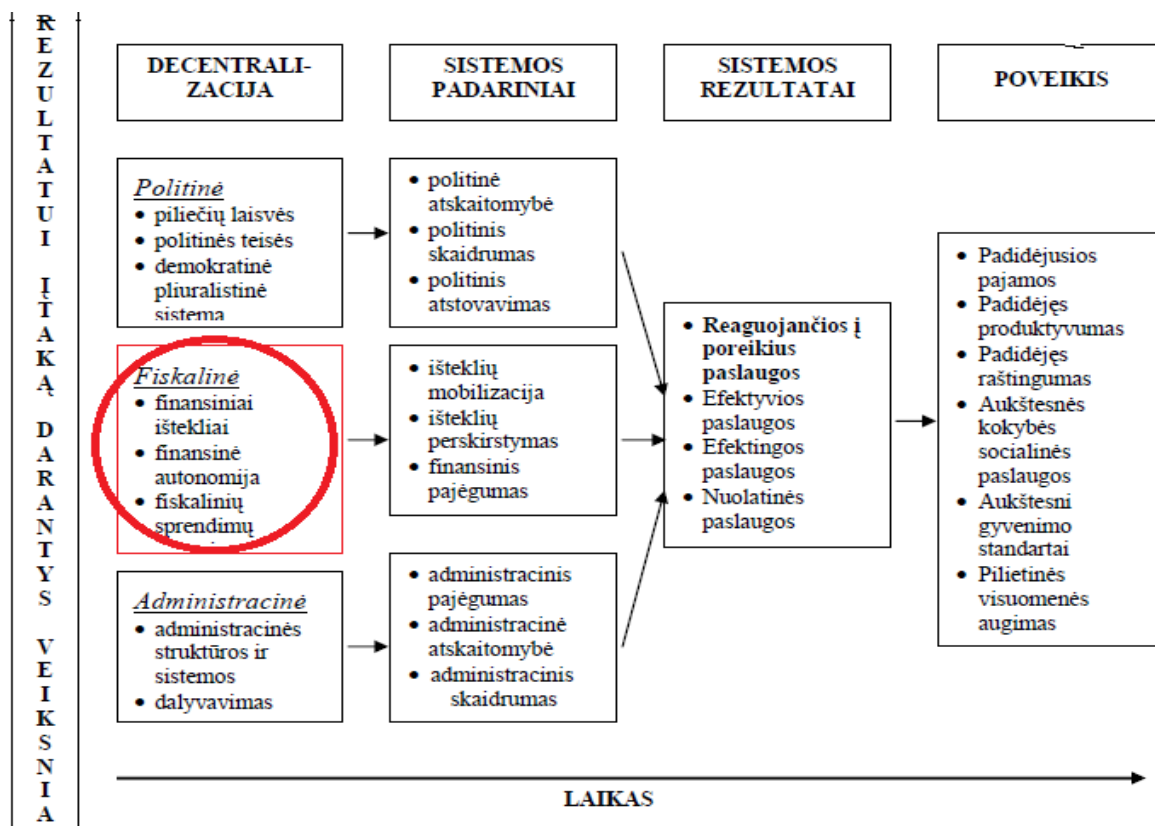 REZULTATUI ĮTAKĄ DARANTYS VEIKSNIA
DECENTRALI-
ZACIJA
SISTEMOS
PADARINIAI
SISTEMOS
REZULTATAI
POVEIKIS
Politinė
• piliečių laisvės
• politinės teisės
• demokratinė
pliuralistinė
sistema
• politinė
atskaitomybė
• politinis
skaidrumas
• politinis
atstovavimas
Fiskalinė
• finansiniai
ištekliai
• finansinė
autonomija
• fiskalinių
sprendimų
• išteklių
mobilizacija
• išteklių
perskirstymas
• finansinis
pajėgumas
Administracinė
• administracinės
struktūros ir
sistemos
• dalyvavimas
• administracinis
pajėgumas
• administracinė
atskaitomybė
• administracinis
skaidrumas
• Reaguojančios į
poreikius
paslaugos
• Efektyvios
paslaugos
• Efektingos
paslaugos
• Nuolatinės
paslaugos
• Padidėjusios
pajamos
• Padidėjęs
produktyvumas
• Padidėjęs
raštingumas
• Aukštesnės
kokybės
socialinės
paslaugos
• Aukštesni
gyvenimo
standartai
• Pilietinės
visuomenės
augimas
LAIKAS